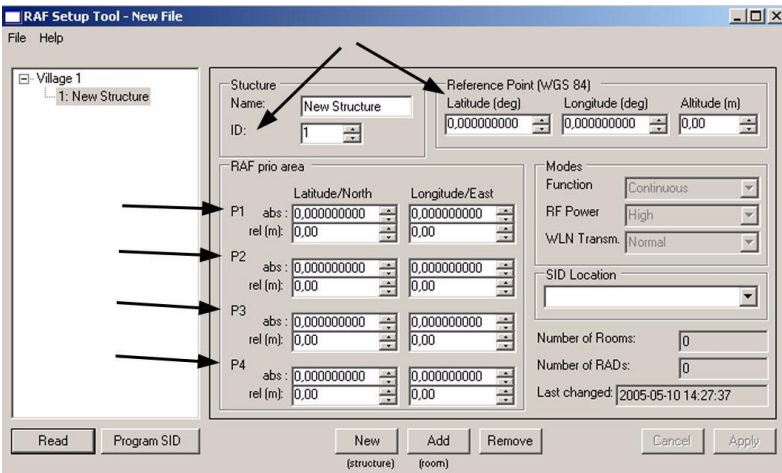 RAF Setup Tool - New File
File Help
Village 1
1: New Structure
Stucture
Name: New Structure
ID: 1
Reference Point (WGS 84)
Latitude (deg) Longitude (deg) Altitude (m)
0,000000000 0,000000000 0,00
RAF prio area
Latitude/North Longitude/East
P1 abs : 0,000000000 0,000000000
rel (m): 0,00 0,00
P2
abs : 0,000000000 0,000000000
rel (m): 0,00 0,00
P3
abs : 0,000000000 0,000000000
rel (m): 0,00 0,00
P4
abs : 0,000000000 0,000000000
rel (m): 0,00 0,00
Modes
Function Continuous
RF Power High
WLN Transm. Normal
SID Location
Number of Rooms: 0
Number of RADs: 0
Last changed: 2005-05-10 14:27:37
Read Program SID New Add Remove Cancel Apply
(structure) (room)